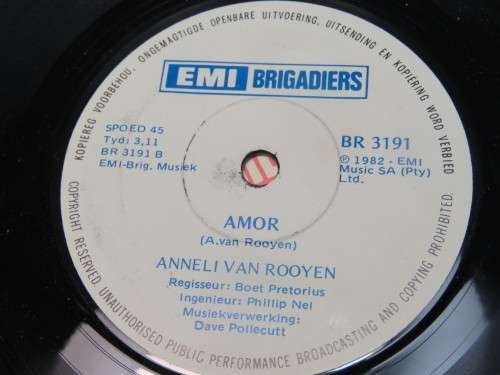 KOPIEREG VOORBEHOU, ONGEMAGTIGDE OPENBARE UITVOERING, UITSENDING EN KOPIËRING WORD VERBIED
EMI BRIGADIERS
SPOED 45
Tyd: 3,11
BR 3191 B
EMI-Brig. Musiek
BR 3191
℗ 1982 - EMI
Music SA (Pty)
Ltd.
AMOR
(A.van Rooyen)
ANNELI VAN ROOYEN
Regisseur: Boet Pretorius
Ingenieur: Phillip Nel
Musiekverwerking:
Dave Pollecutt
COPYRIGHT RESERVED. UNAUTHORISED PUBLIC PERFORMANCE BROADCASTING AND COPYING PROHIBITED.